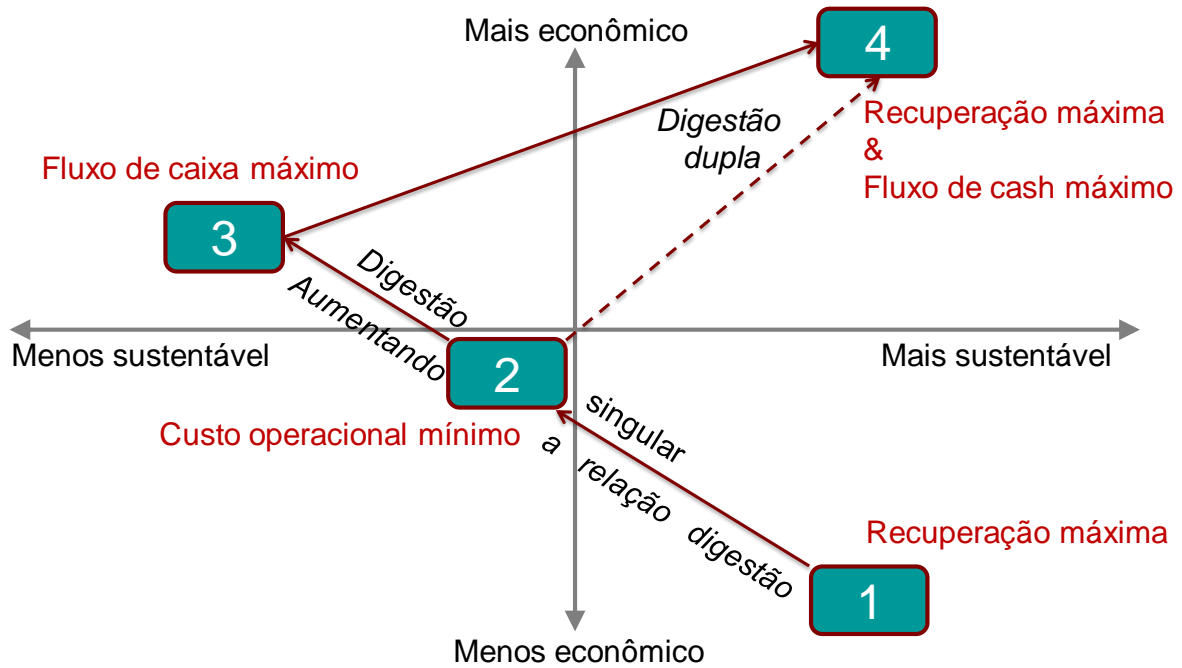 Mais econômico
4
Digestão
dupla
Recuperação máxima
&
Fluxo de cash máximo
Fluxo de caixa máximo
3
Digestão
Aumentando
Menos sustentável
Mais sustentável
2
singular
Custo operacional mínimo
a relação digestão
Recuperação máxima
1
Menos econômico